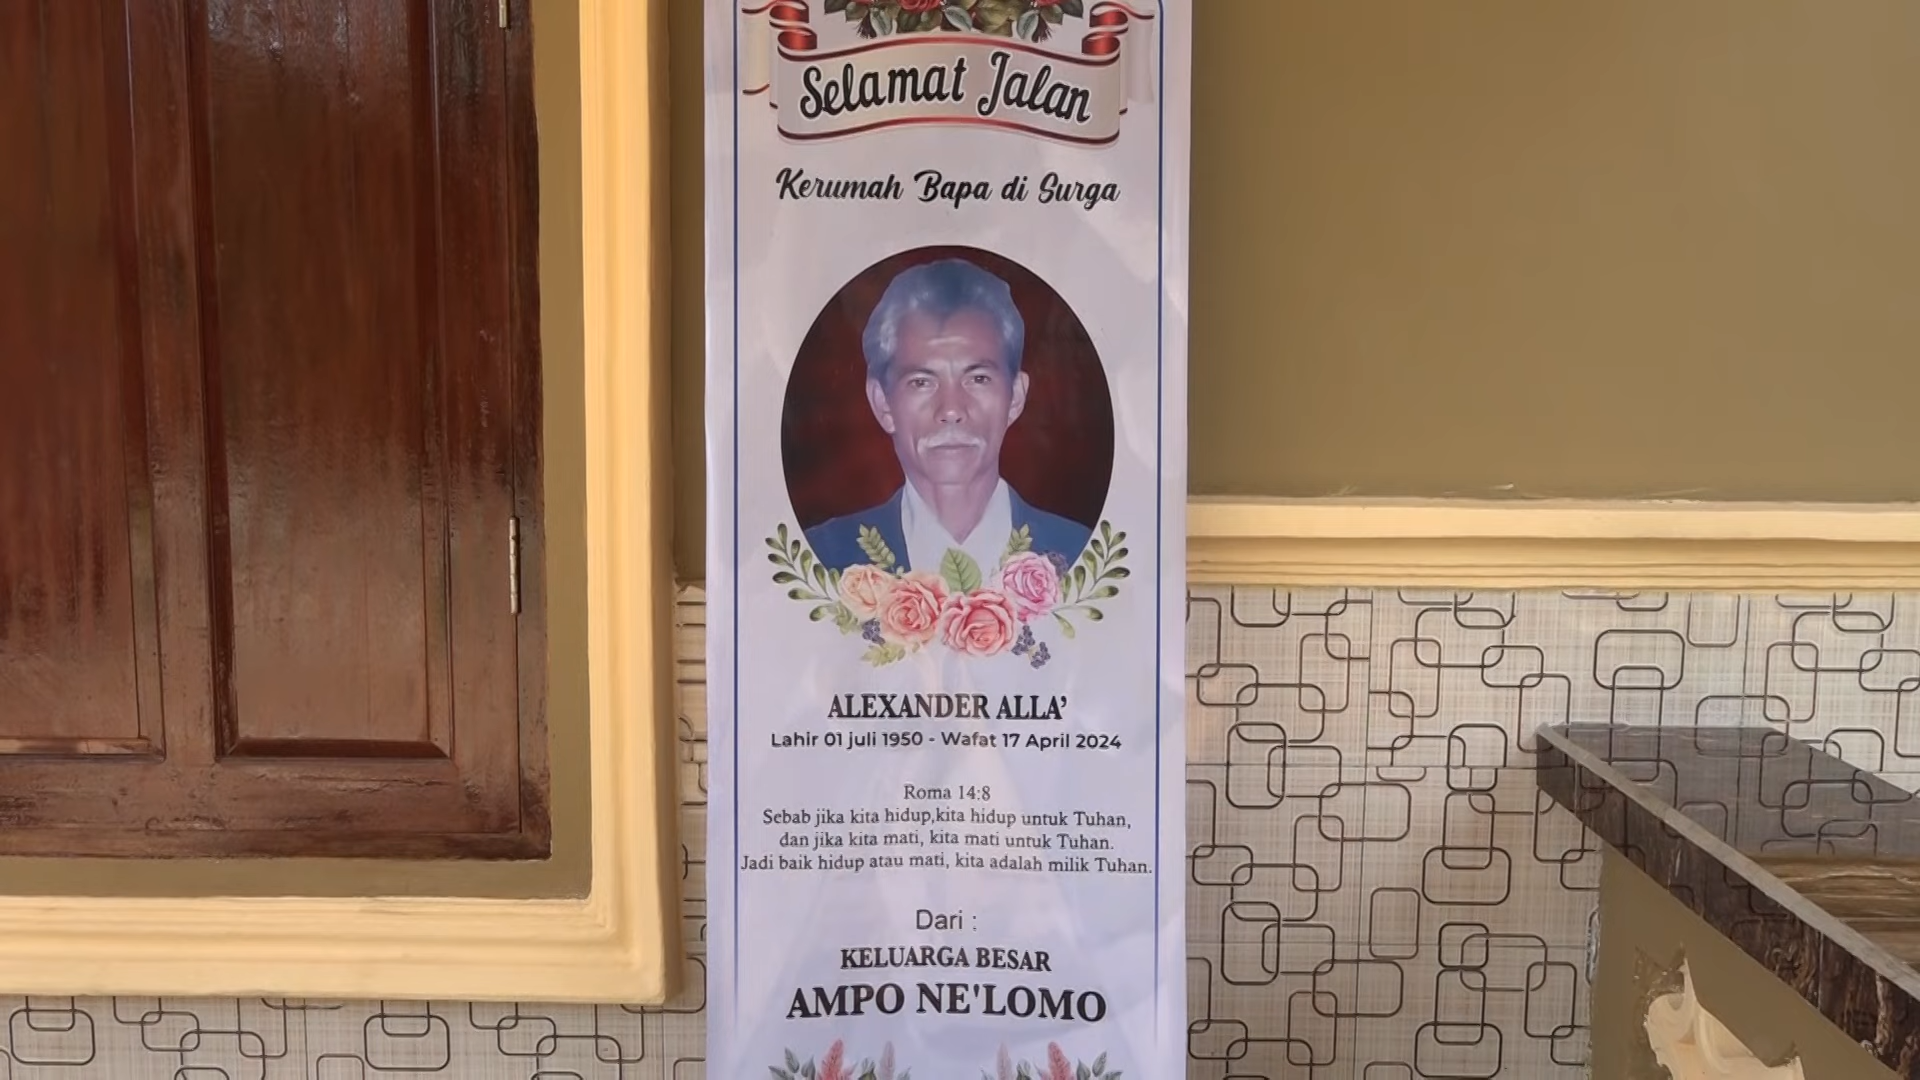 Selamat Jalan
Kerumah Bapa di Surga
ALEXANDER ALLA'
Lahir 01 juli 1950 - Wafat 17 April 2024
Roma 14:8
Sebab jika kita hidup,kita hidup untuk Tuhan,
dan jika kita mati, kita mati untuk Tuhan.
Jadi baik hidup atau mati, kita adalah milik Tuhan.
Dari :
KELUARGA BESAR
AMPO NE'LOMO